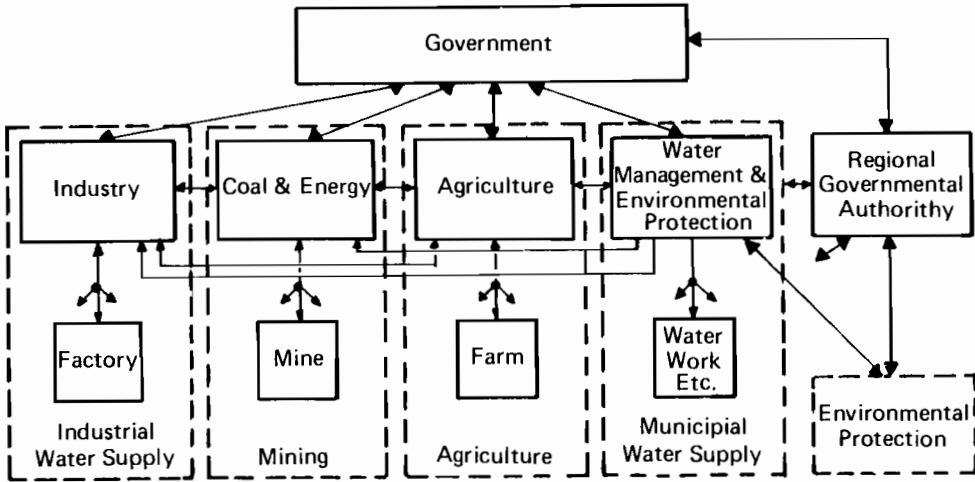 Government
Industry
Coal & Energy
Agriculture
Water
Management &
Environmental
Protection
Regional
Governmental
Authorithy
Factory
Mine
Farm
Water
Work
Etc.
Environmental
Protection
Industrial
Water Supply
Mining
Agriculture
Municipial
Water Supply